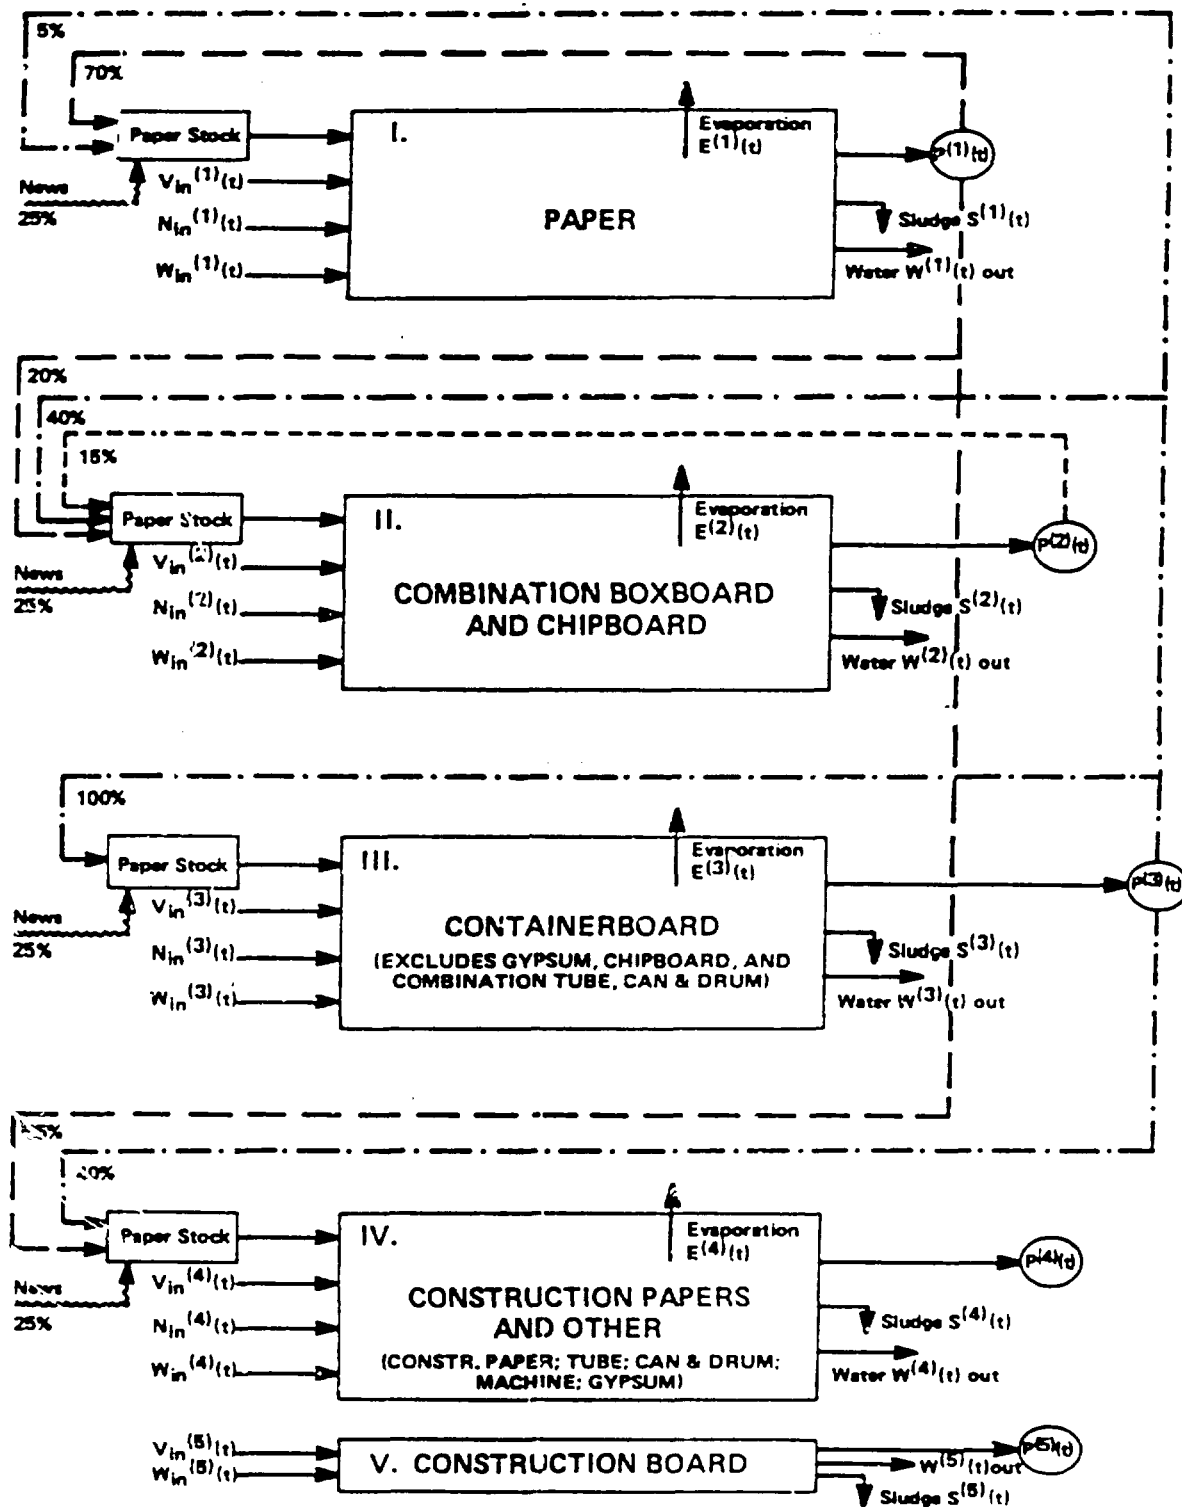 5%
70%
Paper Stock
I.
Evaporation
E(1)(t)
P(1)(t)
News
25%
Vin(1)(t)
Nin(1)(t)
Win(1)(t)
PAPER
Sludge S(1)(t)
Water W(1)(t) out
20%
40%
15%
Paper Stock
II.
Evaporation
E(2)(t)
P(2)(t)
News
25%
Vin(2)(t)
Nin(2)(t)
Win(2)(t)
COMBINATION BOXBOARD
AND CHIPBOARD
Sludge S(2)(t)
Water W(2)(t) out
100%
Paper Stock
III.
Evaporation
E(3)(t)
P(3)(t)
News
25%
Vin(3)(t)
Nin(3)(t)
Win(3)(t)
CONTAINERBOARD
(EXCLUDES GYPSUM, CHIPBOARD, AND
COMBINATION TUBE, CAN & DRUM)
Sludge S(3)(t)
Water W(3)(t) out
Paper Stock
IV.
Evaporation
E(4)(t)
P(4)(t)
News
25%
Vin(4)(t)
Nin(4)(t)
Win(4)(t)
CONSTRUCTION PAPERS
AND OTHER
(CONSTR. PAPER; TUBE; CAN & DRUM;
MACHINE; GYPSUM)
Sludge S(4)(t)
Water W(4)(t) out
Vin(5)(t)
Win(5)(t)
V. CONSTRUCTION BOARD
P(5)(t)
W(5)(t) out
Sludge S(5)(t)